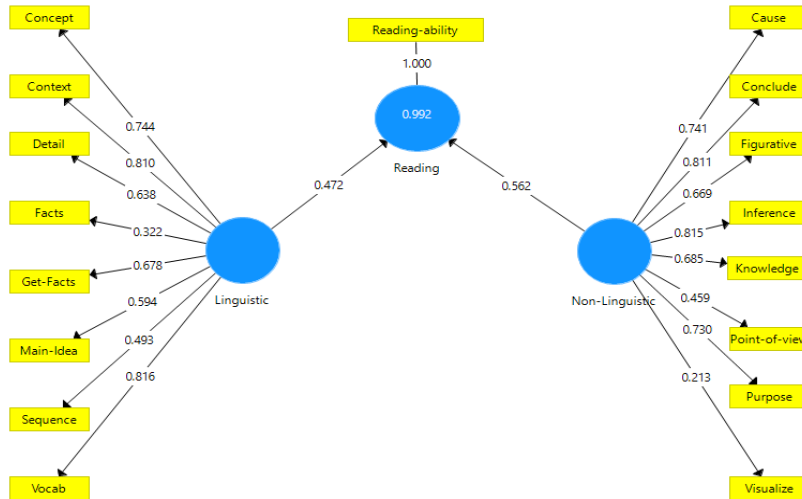 Concept
Context
Detail
Facts
Get-Facts
Main-Idea
Sequence
Vocab
0.744
0.810
0.638
0.322
0.678
0.594
0.493
0.816
Linguistic
0.472
Reading-ability
1.000
0.992
Reading
0.562
Non-Linguistic
0.741
0.811
0.669
0.815
0.685
0.459
0.730
0.213
Cause
Conclude
Figurative
Inference
Knowledge
Point-of-view
Purpose
Visualize